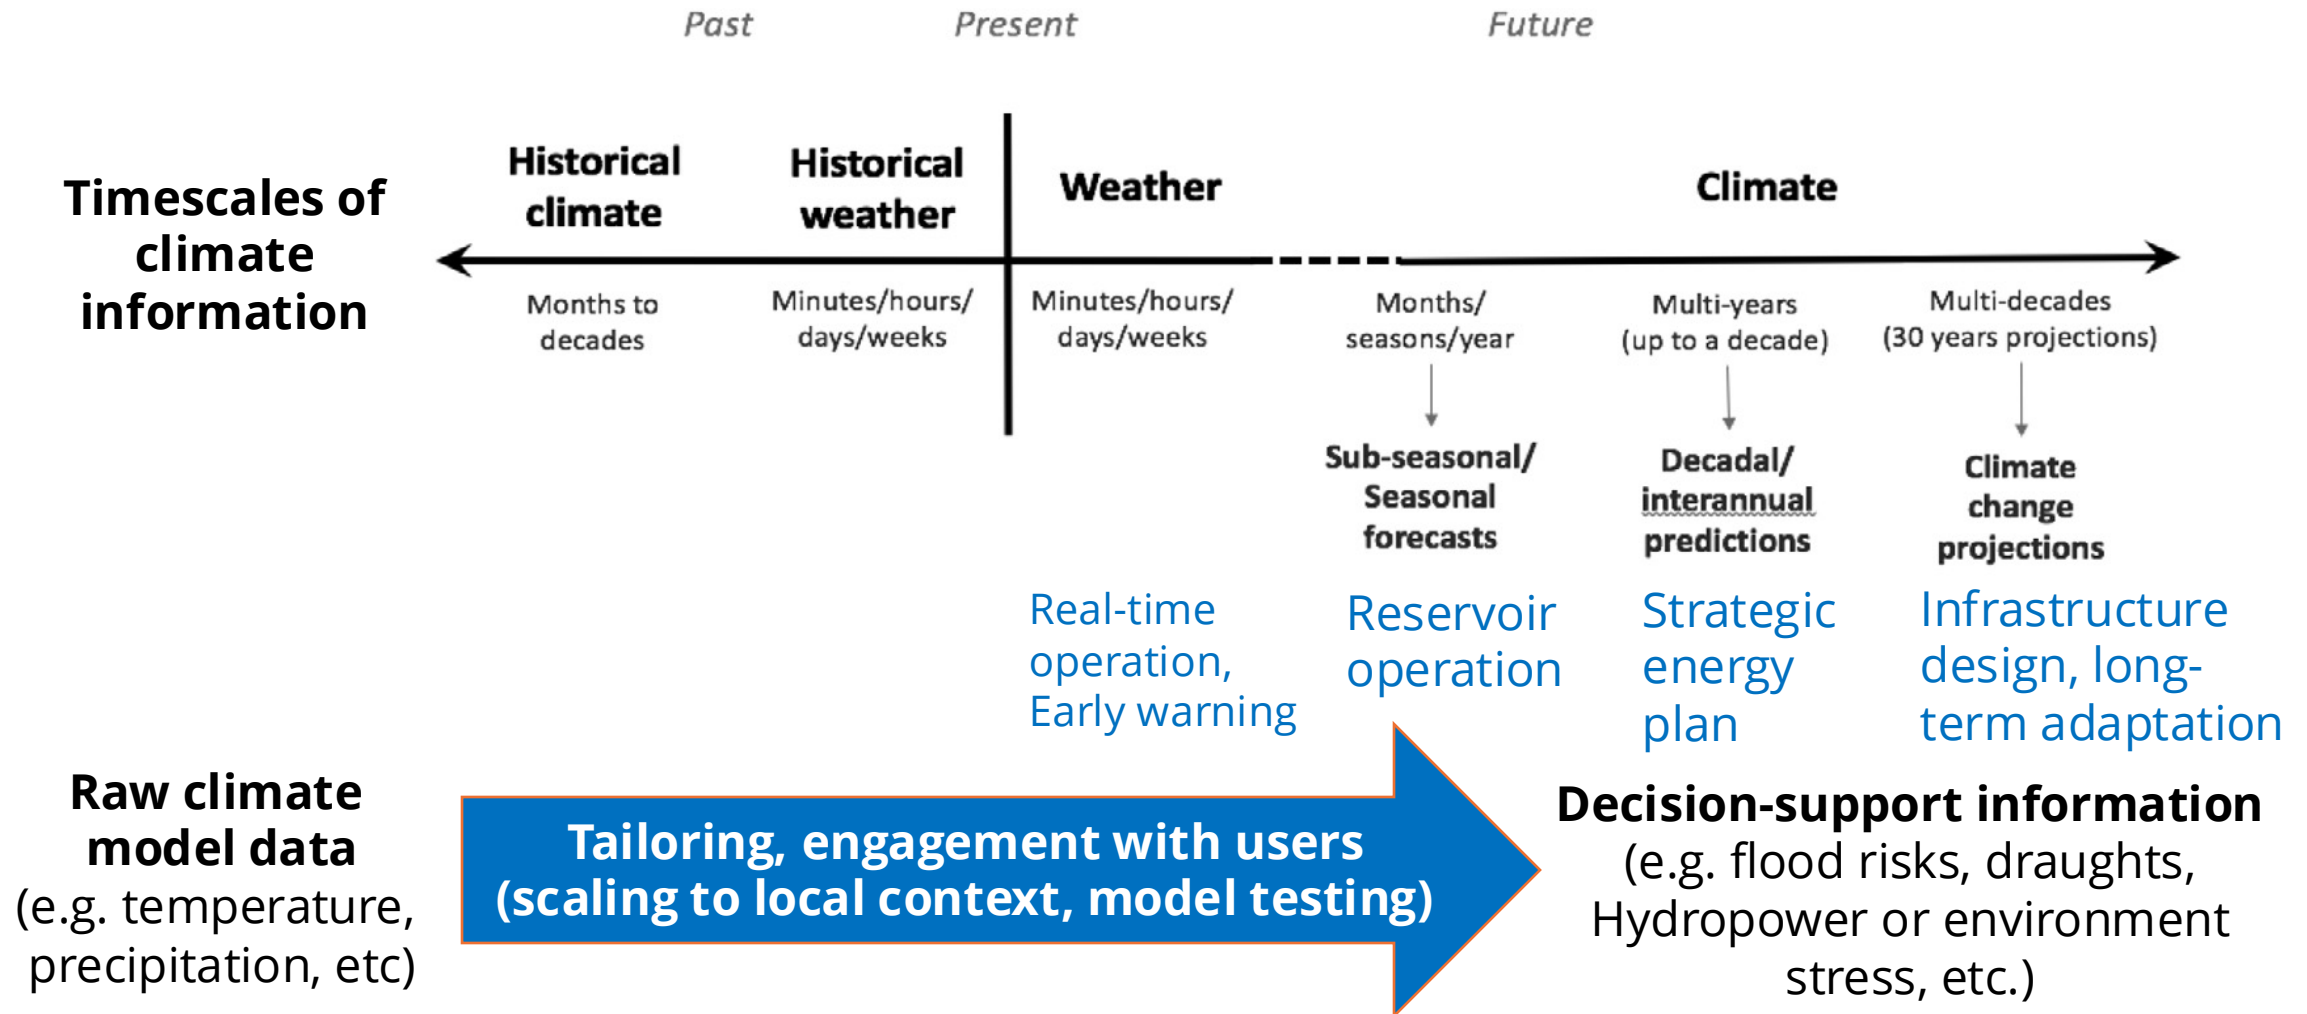 Past
Present
Future
Timescales of
climate
information
Historical
climate
Historical
weather
Weather
Climate
Months to
decades
Minutes/hours/
days/weeks
Minutes/hours/
days/weeks
Months/
seasons/year
Multi-years
(up to a decade)
Multi-decades
(30 years projections)
Sub-seasonal/
Seasonal
forecasts
Decadal/
interannual
predictions
Climate
change
projections
Real-time
operation,
Early warning
Reservoir
operation
Strategic
energy
plan
Infrastructure
design, long-
term adaptation
Raw climate
model data
(e.g. temperature,
precipitation, etc)
Tailoring, engagement with users
(scaling to local context, model testing)
Decision-support information
(e.g. flood risks, draughts,
Hydropower or environment
stress, etc.)